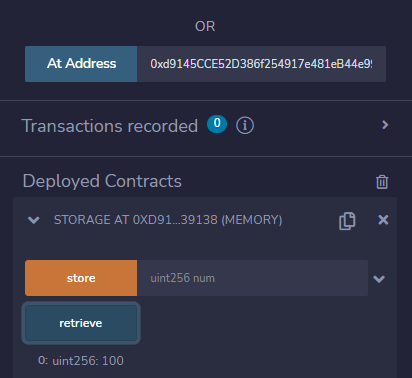 OR
At Address 0xd9145CCE52D386f254917e481eB44e9
Transactions recorded 0 i
Deployed Contracts
STORAGE AT 0XD91...39138 (MEMORY)
store uint256 num
retrieve
0: uint256: 100